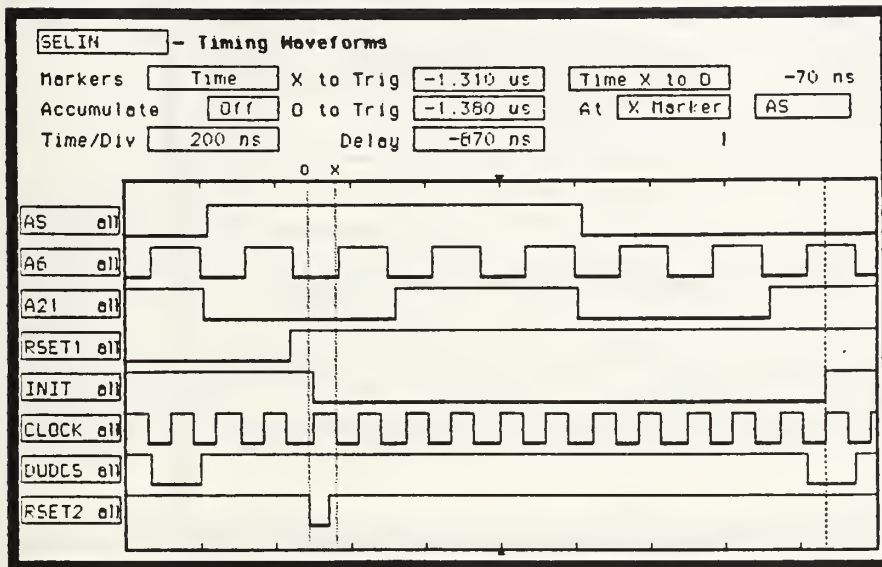 SELIN - Timing Waveforms
Markers Time X to Trig -1.310 us Time X to O -70 ns
Accumulate Off O to Trig -1.380 us At X Marker AS
Time/Div 200 ns Delay -870 ns
O X
AS all
A6 all
A21 all
RSET1 all
INIT all
CLOCK all
DUDCS all
RSET2 all